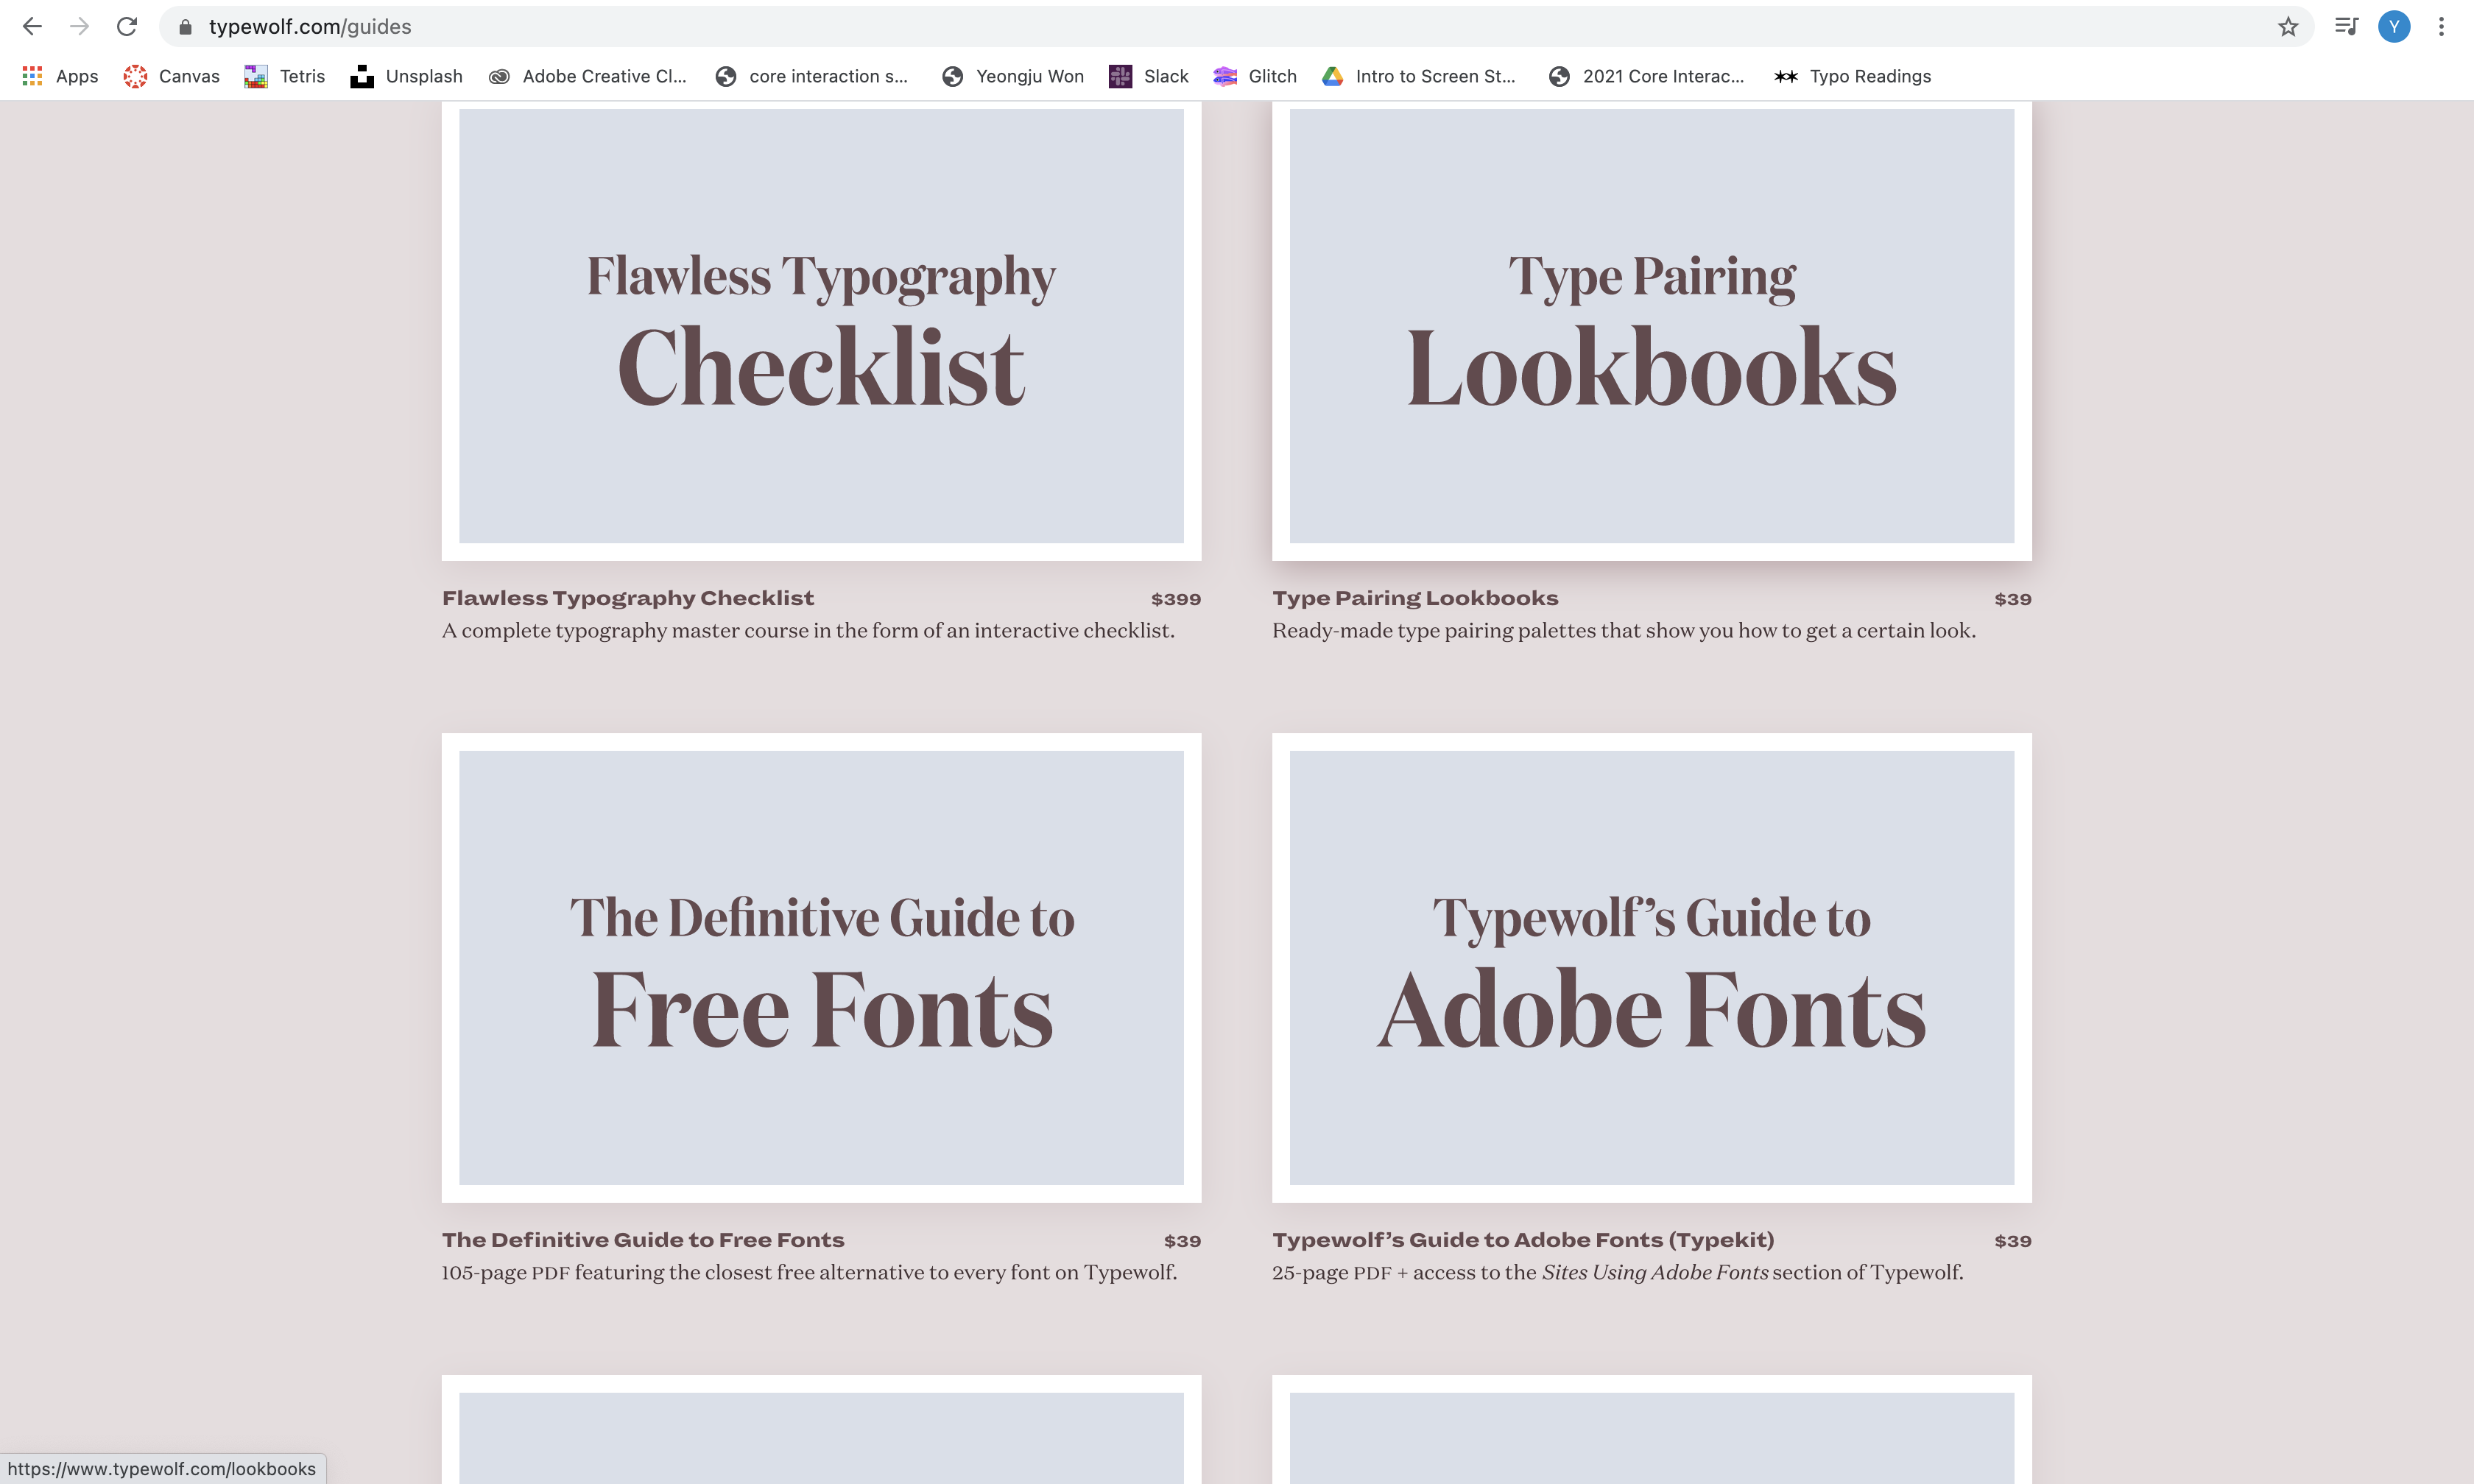 typewolf.com/guides
Y
Apps
Canvas
Tetris
Unsplash
Adobe Creative Cl...
core interaction s...
Yeongju Won
Slack
Glitch
Intro to Screen St...
2021 Core Interac...
Typo Readings
Flawless Typography
Checklist
Type Pairing
Lookbooks
Flawless Typography Checklist $399
A complete typography master course in the form of an interactive checklist.
Type Pairing Lookbooks $39
Ready-made type pairing palettes that show you how to get a certain look.
The Definitive Guide to
Free Fonts
Typewolf’s Guide to
Adobe Fonts
The Definitive Guide to Free Fonts $39
105-page PDF featuring the closest free alternative to every font on Typewolf.
Typewolf’s Guide to Adobe Fonts (Typekit) $39
25-page PDF + access to the Sites Using Adobe Fonts section of Typewolf.
https://www.typewolf.com/lookbooks